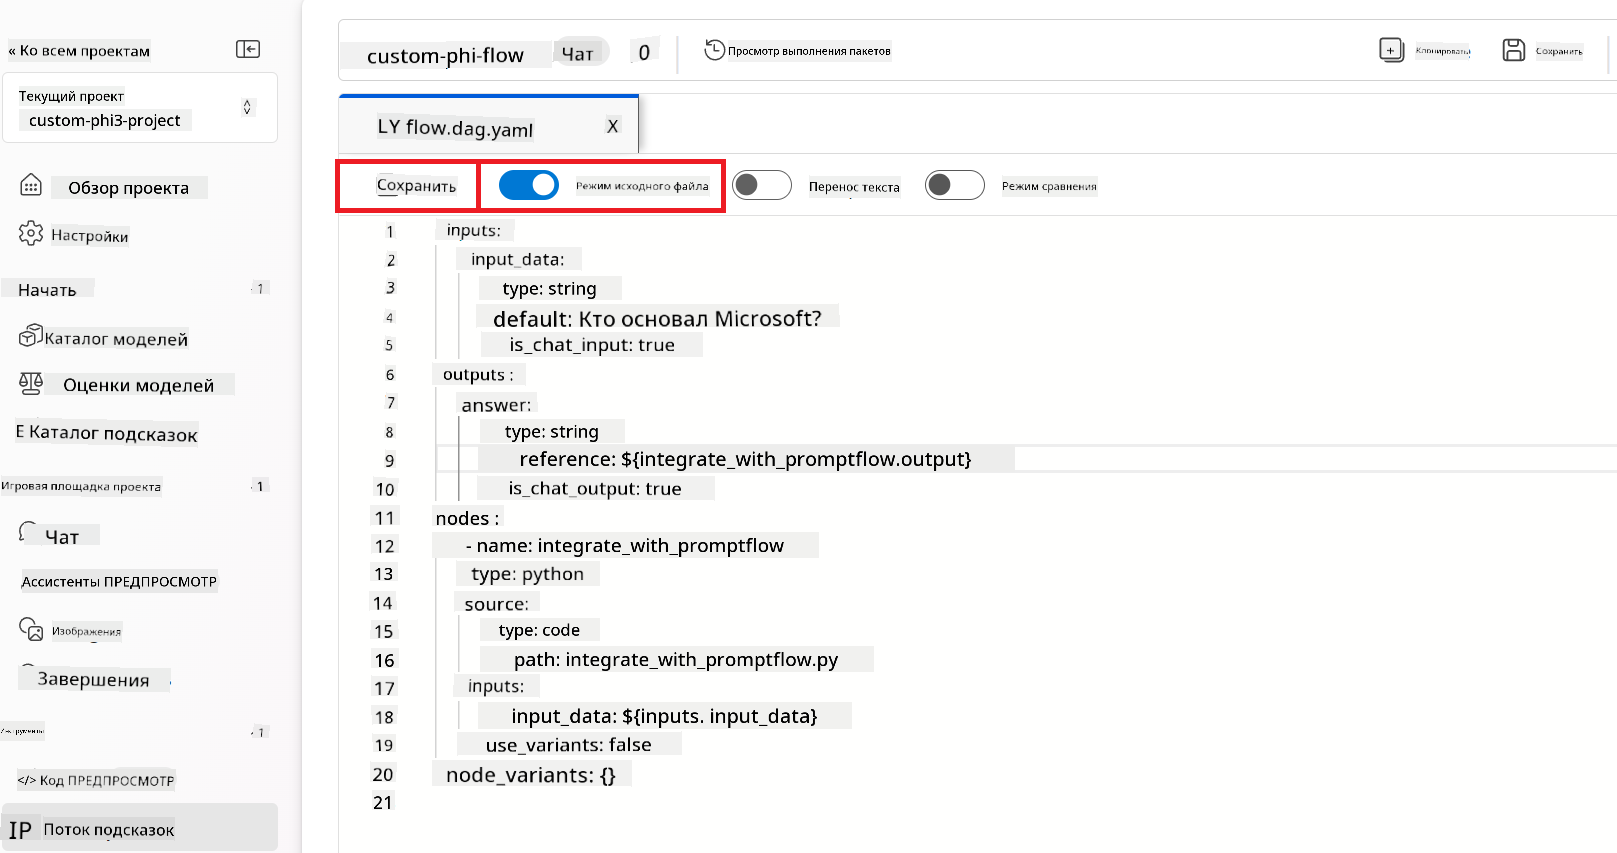 « Ко всем проектам
Текущий проект
custom-phi3-project
Обзор проекта
Настройки
Начать
1
Каталог моделей
Оценки моделей
E Каталог подсказок
Игровая площадка проекта
1
Чат
Ассистенты ПРЕДПРОСМОТР
Изображения
Завершения
Инструменты
1
</> Код ПРЕДПРОСМОТР
IP Поток подсказок
custom-phi-flow Чат 0 Просмотр выполнения пакетов Клонировать Сохранить
LY flow.dag.yaml X
Сохранить Режим исходного файла Перенос текста Режим сравнения
1 inputs:
2 input_data:
3 type: string
4 default: Кто основал Microsoft?
5 is_chat_input: true
6 outputs :
7 answer:
8 type: string
9 reference: ${integrate_with_promptflow.output}
10 is_chat_output: true
11 nodes :
12 - name: integrate_with_promptflow
13 type: python
14 source:
15 type: code
16 path: integrate_with_promptflow.py
17 inputs:
18 input_data: ${inputs. input_data}
19 use_variants: false
20 node_variants: {}
21